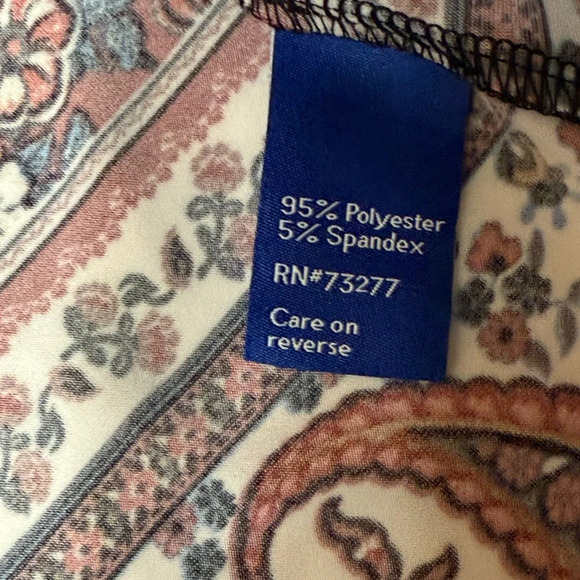 95% Polyester
5% Spandex
RN#73277
Care on
reverse